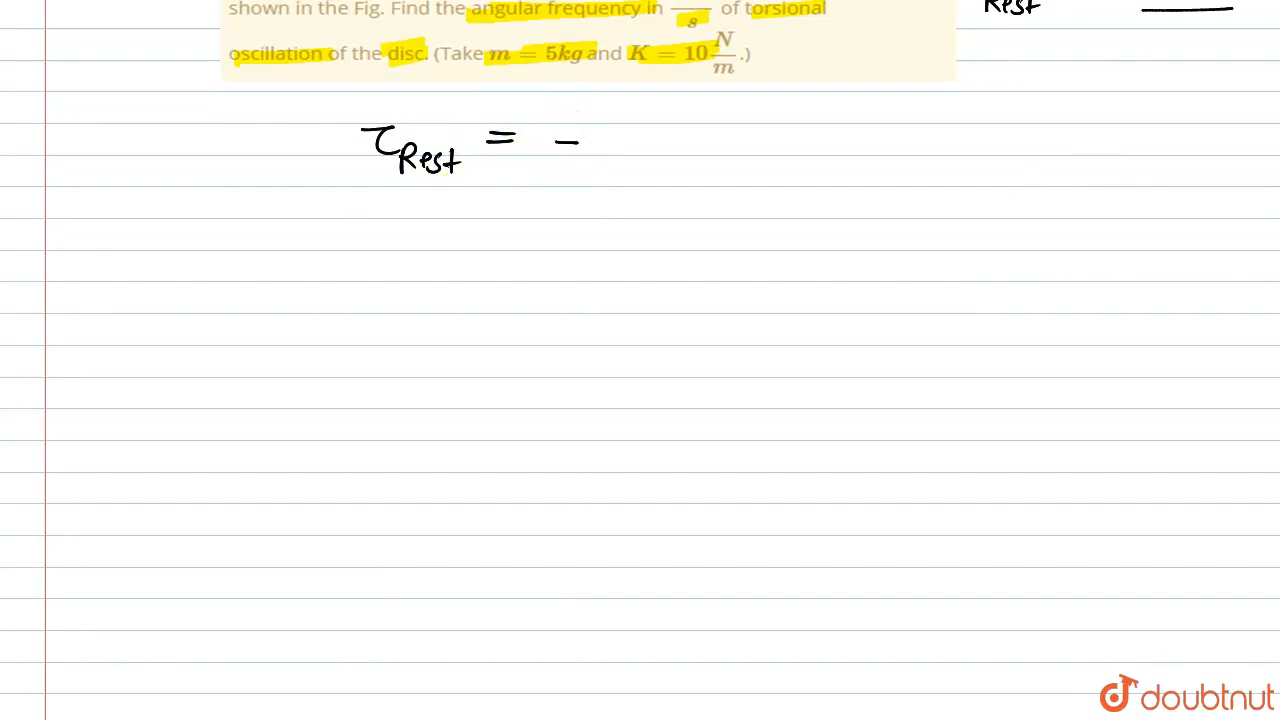 shown in the Fig. Find the angular frequency in — s of torsional
Rest
oscillation of the disc. (Take m = 5kg and K = 10 N/m .)
τ_Rest = –
doubtnut